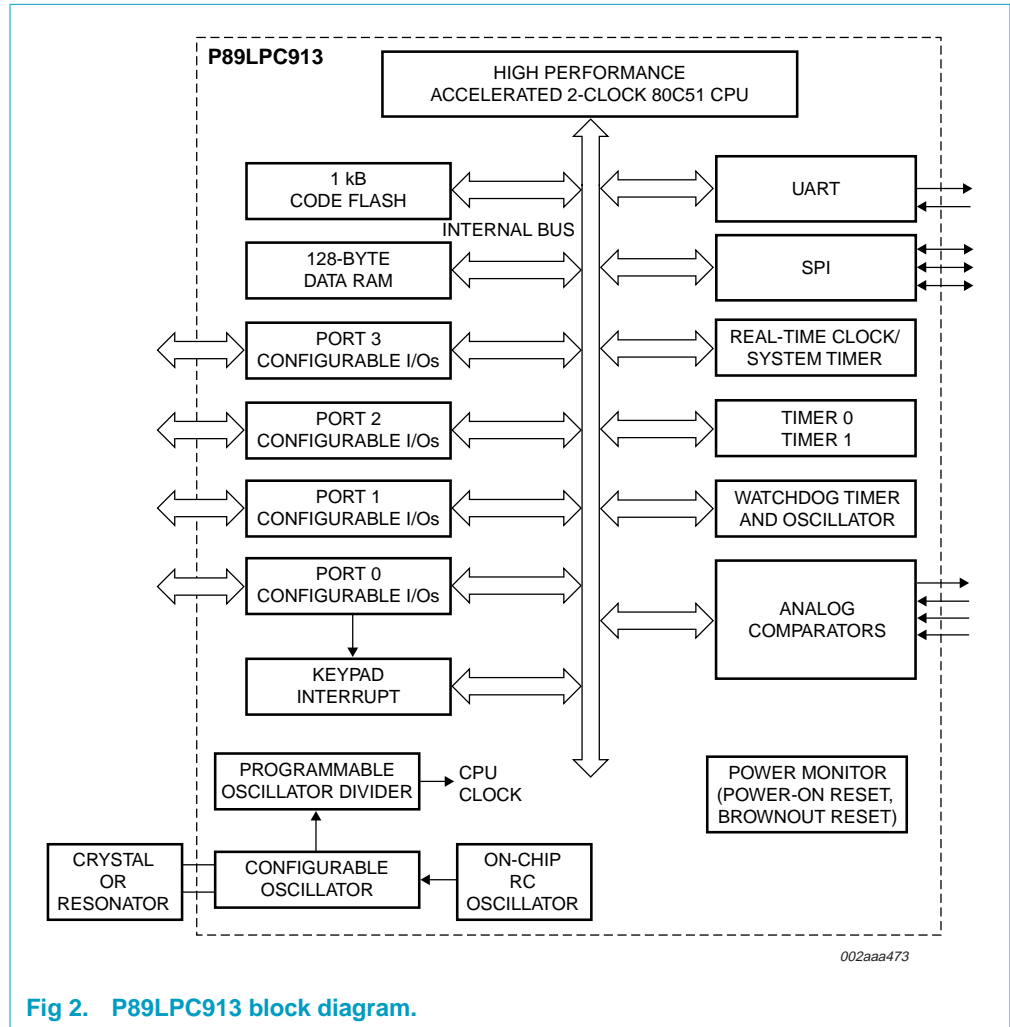 P89LPC913
HIGH PERFORMANCE
ACCELERATED 2-CLOCK 80C51 CPU
1 kB
CODE FLASH
INTERNAL BUS
128-BYTE
DATA RAM
PORT 3
CONFIGURABLE I/Os
PORT 2
CONFIGURABLE I/Os
PORT 1
CONFIGURABLE I/Os
PORT 0
CONFIGURABLE I/Os
KEYPAD
INTERRUPT
UART
SPI
REAL-TIME CLOCK/
SYSTEM TIMER
TIMER 0
TIMER 1
WATCHDOG TIMER
AND OSCILLATOR
ANALOG
COMPARATORS
PROGRAMMABLE
OSCILLATOR DIVIDER
CPU
CLOCK
POWER MONITOR
(POWER-ON RESET,
BROWNOUT RESET)
CRYSTAL
OR
RESONATOR
CONFIGURABLE
OSCILLATOR
ON-CHIP
RC
OSCILLATOR
002aaa473
Fig 2. P89LPC913 block diagram.